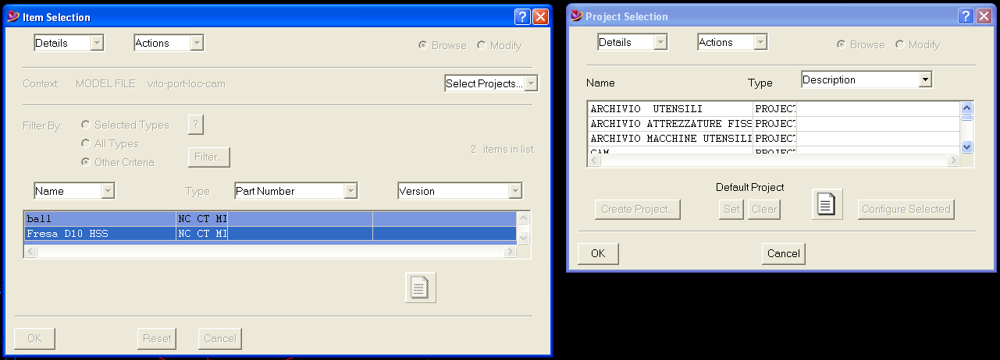 Item Selection
Details
Actions
Browse
Modify
Context:
MODEL FILE
vito-port-loc-cam
Select Projects...
Filter By:
Selected Types
?
All Types
2 items in list
Other Criteria
Filter...
Name
Type
Part Number
Version
ball
NC CT MI
Fresa D10 HSS
NC CT MI
OK
Reset
Cancel
Project Selection
Details
Actions
Browse
Modify
Name
Type
Description
ARCHIVIO UTENSILI
PROJECT
ARCHIVIO ATTREZZATURE FISS
PROJECT
ARCHIVIO MACCHINE UTENSILI
PROJECT
CAM
PROJECT
Default Project
Create Project...
Set
Clear
Configure Selected
OK
Cancel